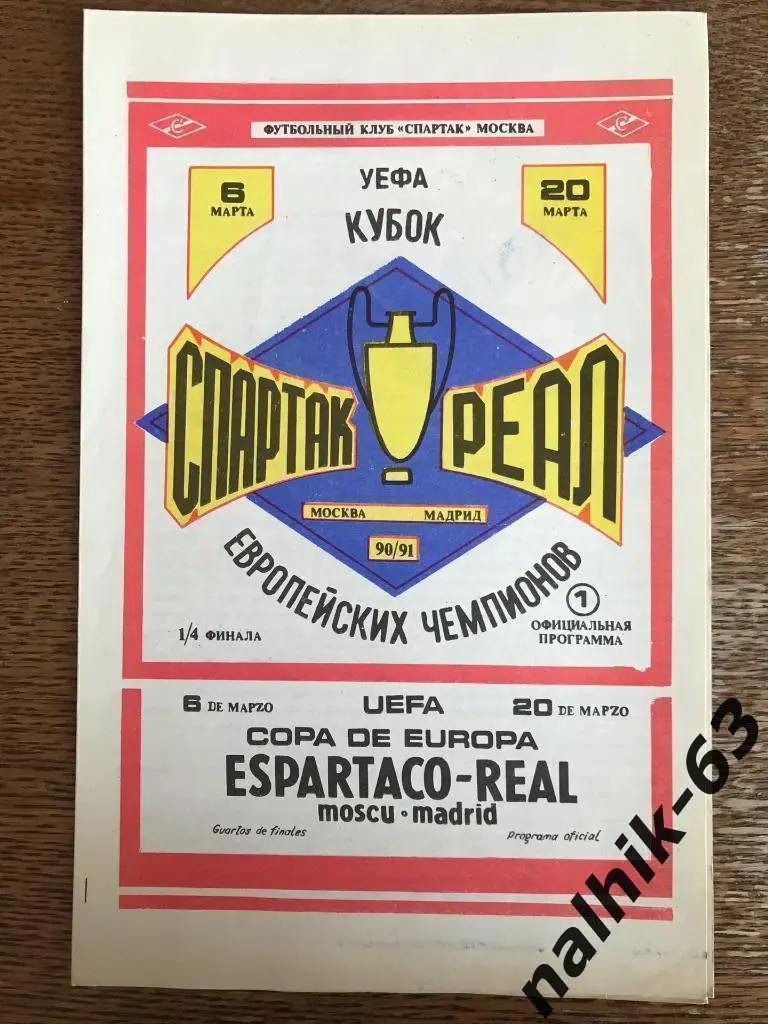 ФУТБОЛЬНЫЙ КЛУБ «СПАРТАК» МОСКВА
6 МАРТА
УЕФА
20 МАРТА
КУБОК
СПАРТАК РЕАЛ
МОСКВА МАДРИД
90/91
ЕВРОПЕЙСКИХ ЧЕМПИОНОВ
1/4 ФИНАЛА
1
ОФИЦИАЛЬНАЯ
ПРОГРАММА
6 DE MAPZO UEFA 20 DE MAPZO
COPA DE EUROPA
ESPARTACO-REAL
moscu · madrid
Guartos de finales Programa oficial
nalhik-63